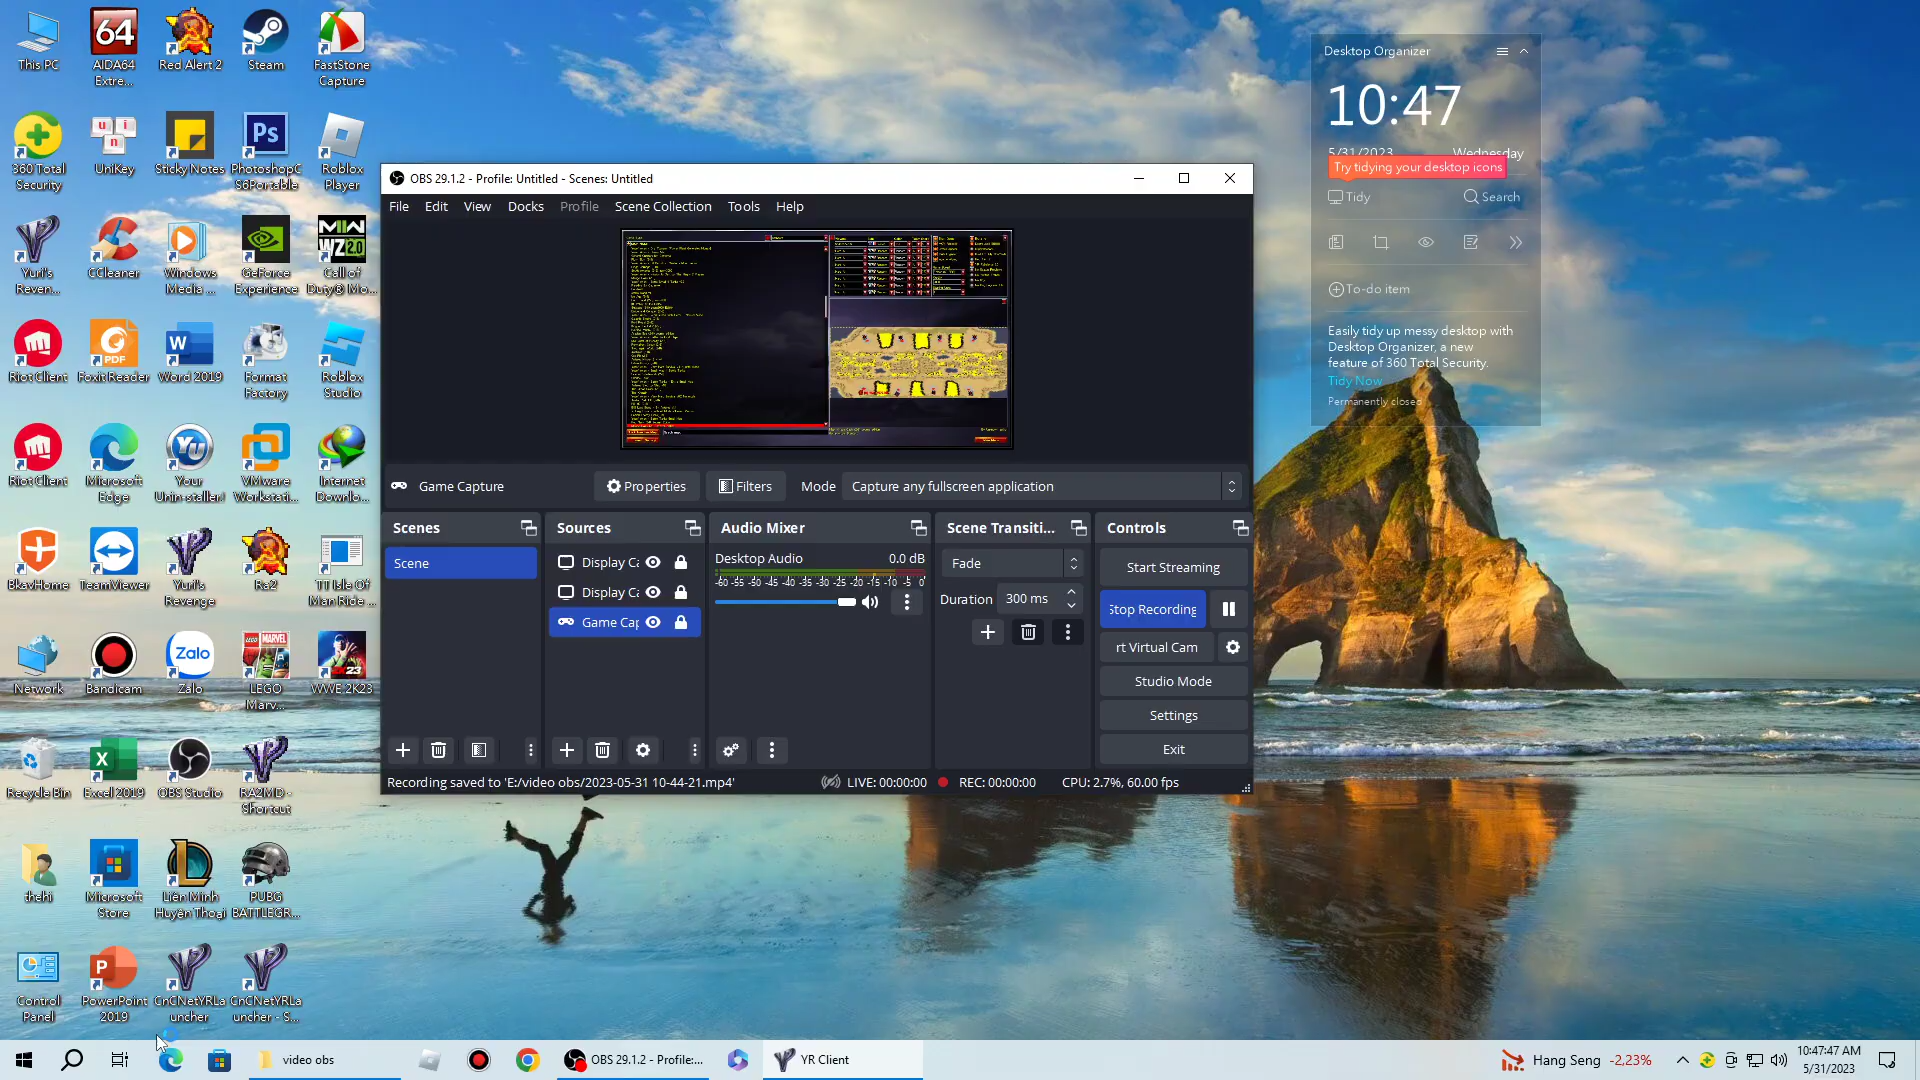 This PC
AIDA64
Extre...
Red Alert 2
Steam
FastStone
Capture
360 Total
Security
UniKey
Sticky Notes
PhotoshopC
S6Portable
Roblox
Player
Yuri's
Reven...
CCleaner
Windows
Media ...
GeForce
Experience
Call of
Duty® Mo...
Riot Client
Foxit Reader
Word 2019
Format
Factory
Roblox
Studio
Riot Client
Microsoft
Edge
Your
Unin-staller!
VMware
Workstati...
Internet
Downlo...
BkavHome
TeamViewer
Yuri's
Revenge
Ra2
TT Isle Of
Man Ride ...
Network
Bandicam
Zalo
LEGO
Marv...
WWE 2K23
Recycle Bin
Excel 2019
OBS Studio
RA2MD -
Shortcut
thehi
Microsoft
Store
Liên Minh
Huyền Thoại
PUBG
BATTLEGR...
Control
Panel
PowerPoint
2019
CnCNetYRLa
uncher
CnCNetYRLa
uncher - S...
OBS 29.1.2 - Profile: Untitled - Scenes: Untitled
File Edit View Docks Profile Scene Collection Tools Help
Game Capture Properties Filters Mode Capture any fullscreen application
Scenes
Scene
Sources
Display Ca
Display Ca
Game Cap
Audio Mixer
Desktop Audio 0.0 dB
-60 -55 -50 -45 -40 -35 -30 -25 -20 -15 -10 -5 0
Scene Transiti...
Fade
Duration 300 ms
Controls
Start Streaming
Stop Recording
rt Virtual Cam
Studio Mode
Settings
Exit
Recording saved to 'E:/video obs/2023-05-31 10-44-21.mp4' LIVE: 00:00:00 REC: 00:00:00 CPU: 2.7%, 60.00 fps
Desktop Organizer
10:47
5/31/2023 Wednesday
Try tidying your desktop icons
Tidy Search
To-do item
Easily tidy up messy desktop with
Desktop Organizer, a new
feature of 360 Total Security.
Tidy Now
Permanently closed
video obs
OBS 29.1.2 - Profile:...
YR Client
Hang Seng -2,23%
10:47:47 AM
5/31/2023